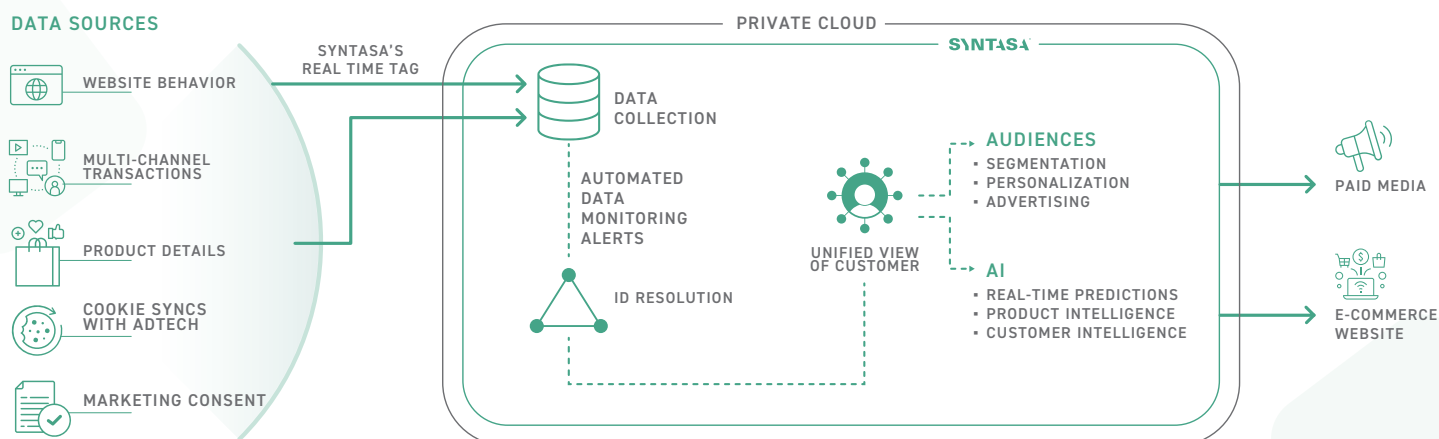 DATA SOURCES
WEBSITE BEHAVIOR
MULTI-CHANNEL
TRANSACTIONS
PRODUCT DETAILS
COOKIE SYNCS
WITH ADTECH
MARKETING CONSENT
SYNTASA'S
REAL TIME TAG
PRIVATE CLOUD
SYNTASA
DATA
COLLECTION
AUTOMATED
DATA
MONITORING
ALERTS
ID RESOLUTION
UNIFIED VIEW
OF CUSTOMER
AUDIENCES
▪ SEGMENTATION
▪ PERSONALIZATION
▪ ADVERTISING
AI
▪ REAL-TIME PREDICTIONS
▪ PRODUCT INTELLIGENCE
▪ CUSTOMER INTELLIGENCE
PAID MEDIA
$
E-COMMERCE
WEBSITE